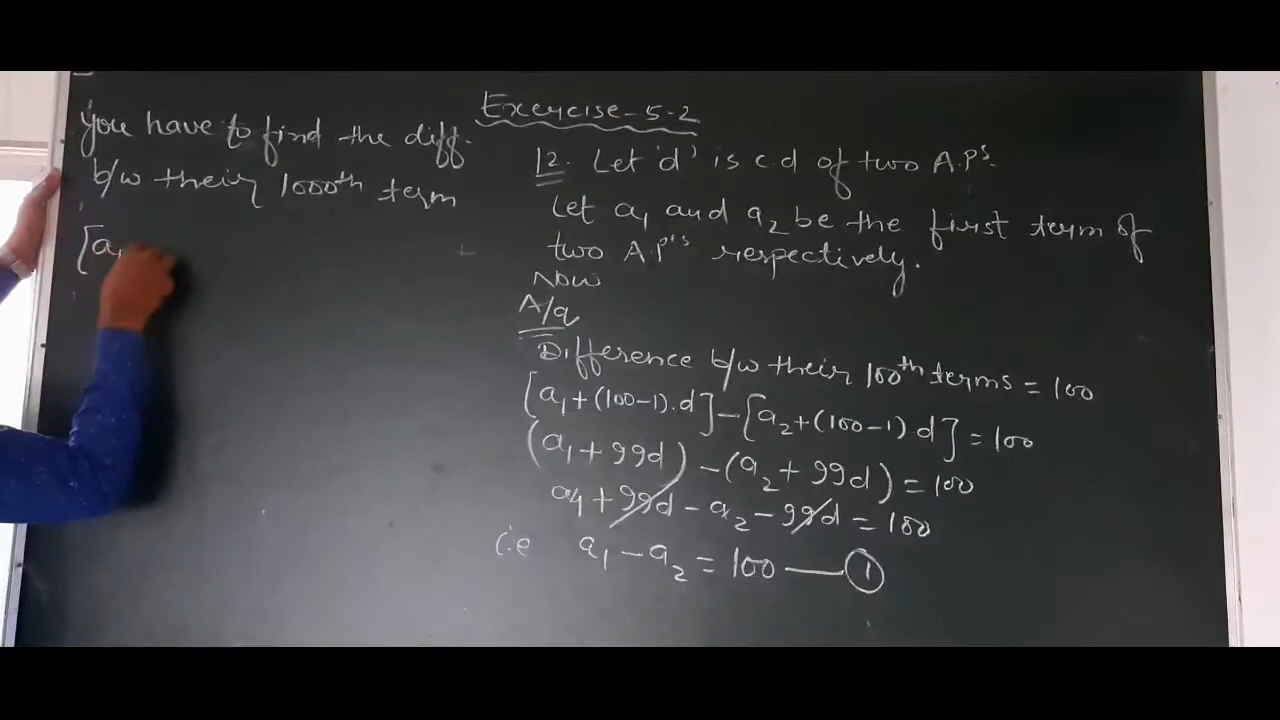 You have to find the diff.
b/w their 1000th term
[a1
Exercise-5.2
12. Let 'd' is c.d of two A.P's.
Let a1 and a2 be the first term of
two A.P's respectively.
Now
A/q
Difference b/w their 100th terms = 100
[a1+(100-1).d]-[a2+(100-1)d]=100
(a1+99d)-(a2+99d)=100
a1+99d-a2-99d=100
i.e a1-a2=100 — ①